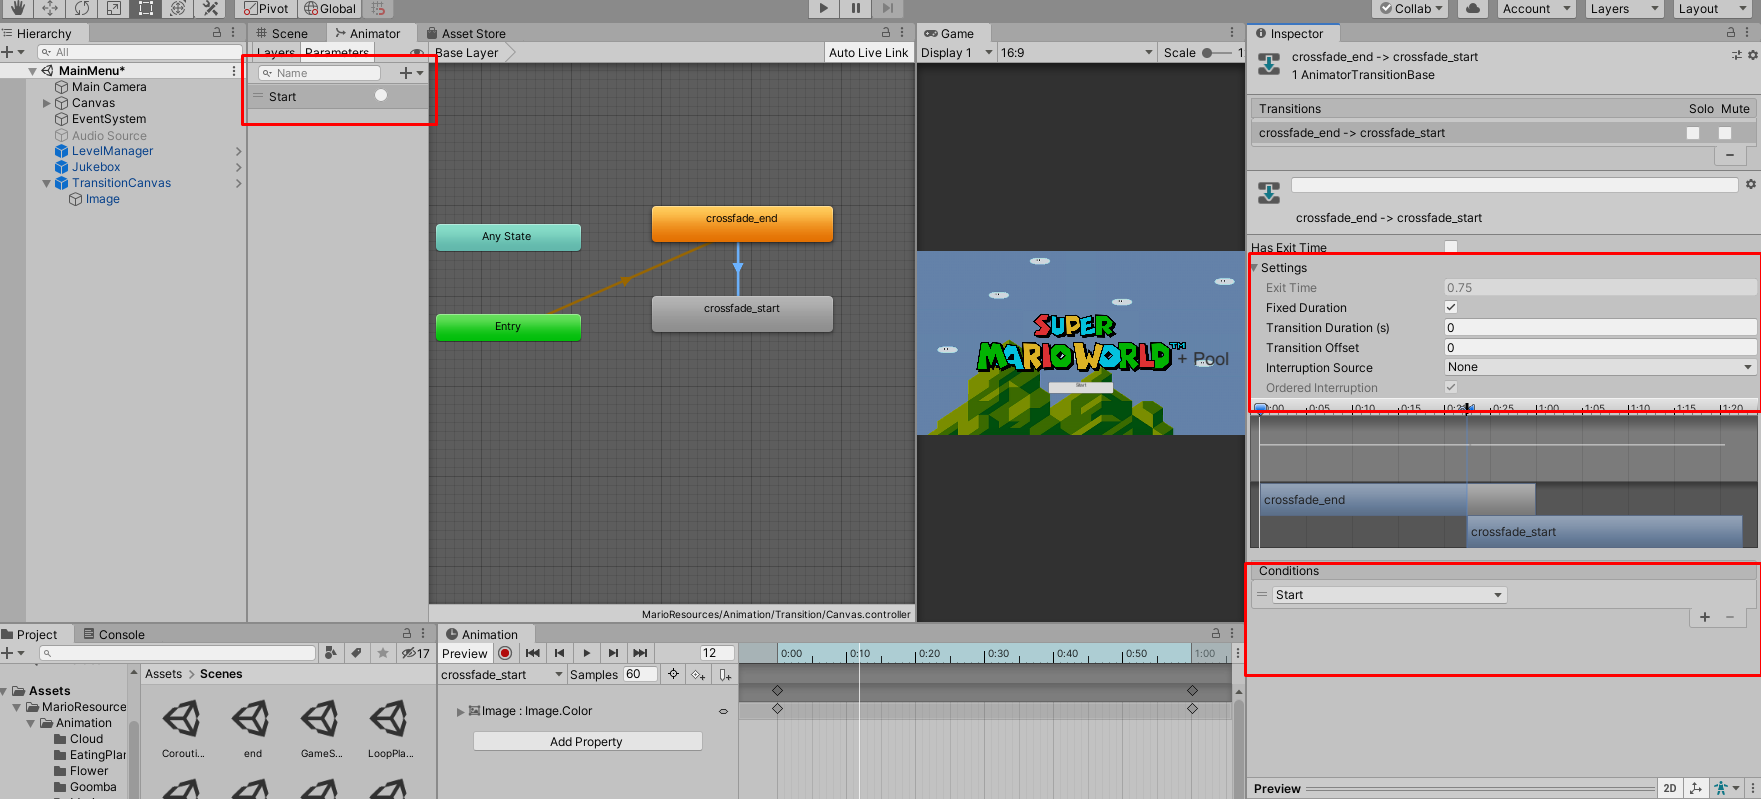 Pivot Global Collab Account Layers Layout
Hierarchy
All
MainMenu*
Main Camera
Canvas
EventSystem
Audio Source
LevelManager
Jukebox
TransitionCanvas
Image
Scene Animator Asset Store
Layers Parameters Base Layer Auto Live Link
Name
Start
crossfade_end
Any State
crossfade_start
Entry
MarioResources/Animation/Transition/Canvas.controller
Game
Display 1 16:9 Scale 1
SUPER
MARIO WORLD™ + Pool
Start
Inspector
crossfade_end -> crossfade_start
1 AnimatorTransitionBase
Transitions Solo Mute
crossfade_end -> crossfade_start
crossfade_end -> crossfade_start
Has Exit Time
Settings
Exit Time 0.75
Fixed Duration
Transition Duration (s) 0
Transition Offset 0
Interruption Source None
Ordered Interruption
0:05 0:10 0:15 0:25 1:00 1:05 1:10 1:15 1:20
crossfade_end
crossfade_start
Conditions
Start
Preview 2D
Project Console
17
Assets
MarioResource
Animation
Cloud
EatingPlan
Flower
Goomba
Assets > Scenes
Corouti... end GameS... LoopPla...
Animation
Preview 12 0:00 0:10 0:20 0:30 0:40 0:50 1:00
crossfade_start Samples 60
Image : Image.Color
Add Property